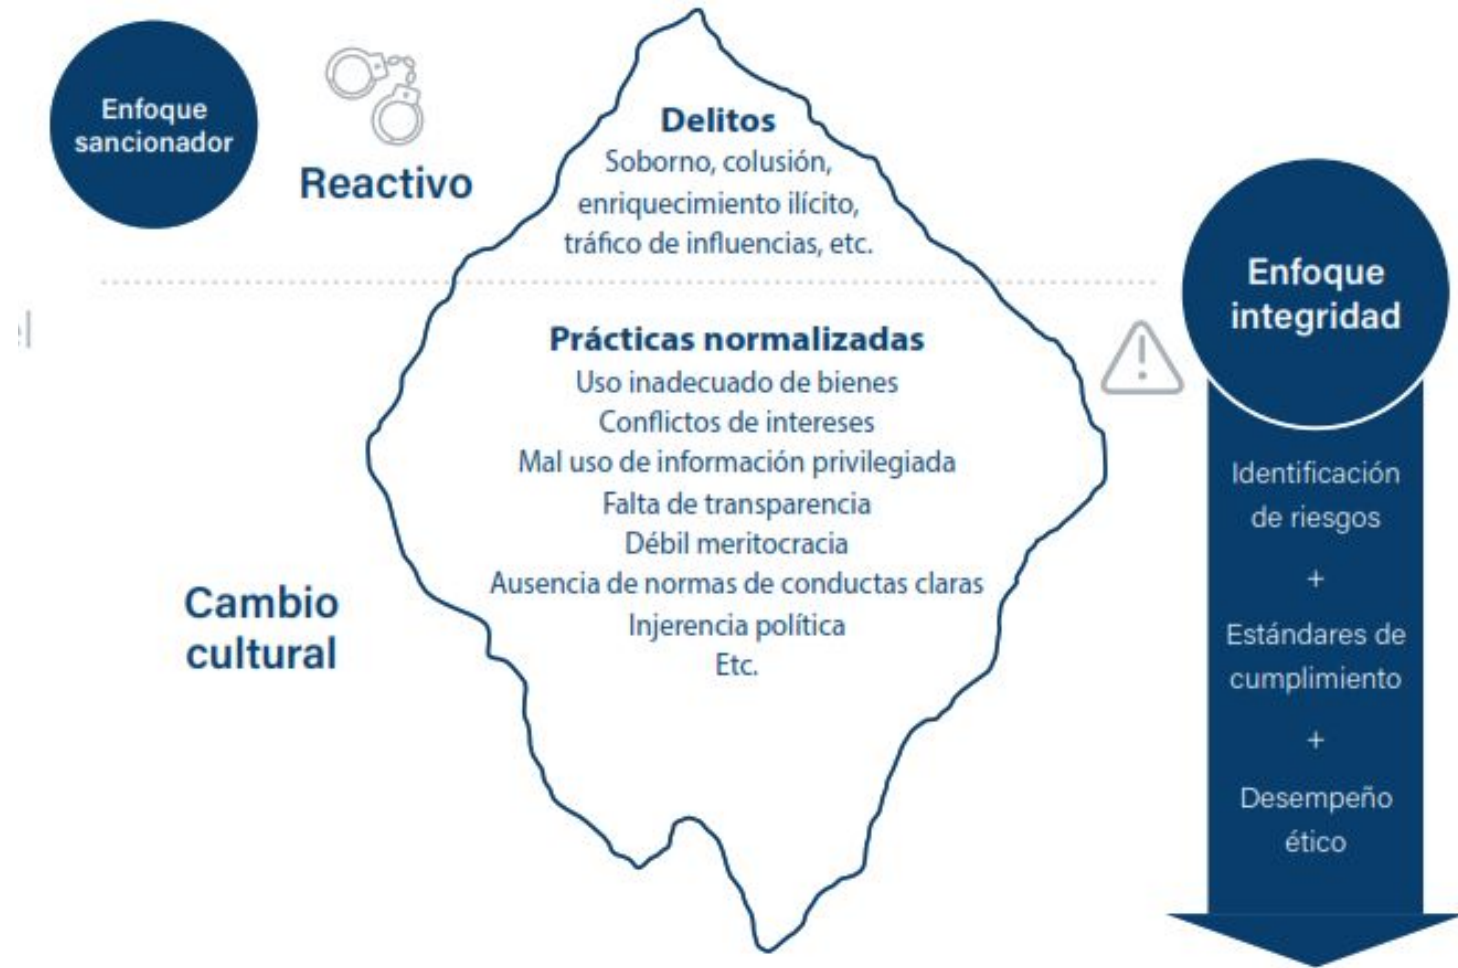 Enfoque
sancionador
Reactivo
Delitos
Soborno, colusión,
enriquecimiento ilícito,
tráfico de influencias, etc.
Prácticas normalizadas
Uso inadecuado de bienes
Conflictos de intereses
Mal uso de información privilegiada
Falta de transparencia
Débil meritocracia
Ausencia de normas de conductas claras
Injerencia política
Etc.
Cambio
cultural
Enfoque
integridad
Identificación
de riesgos
+
Estándares de
cumplimiento
+
Desempeño
ético